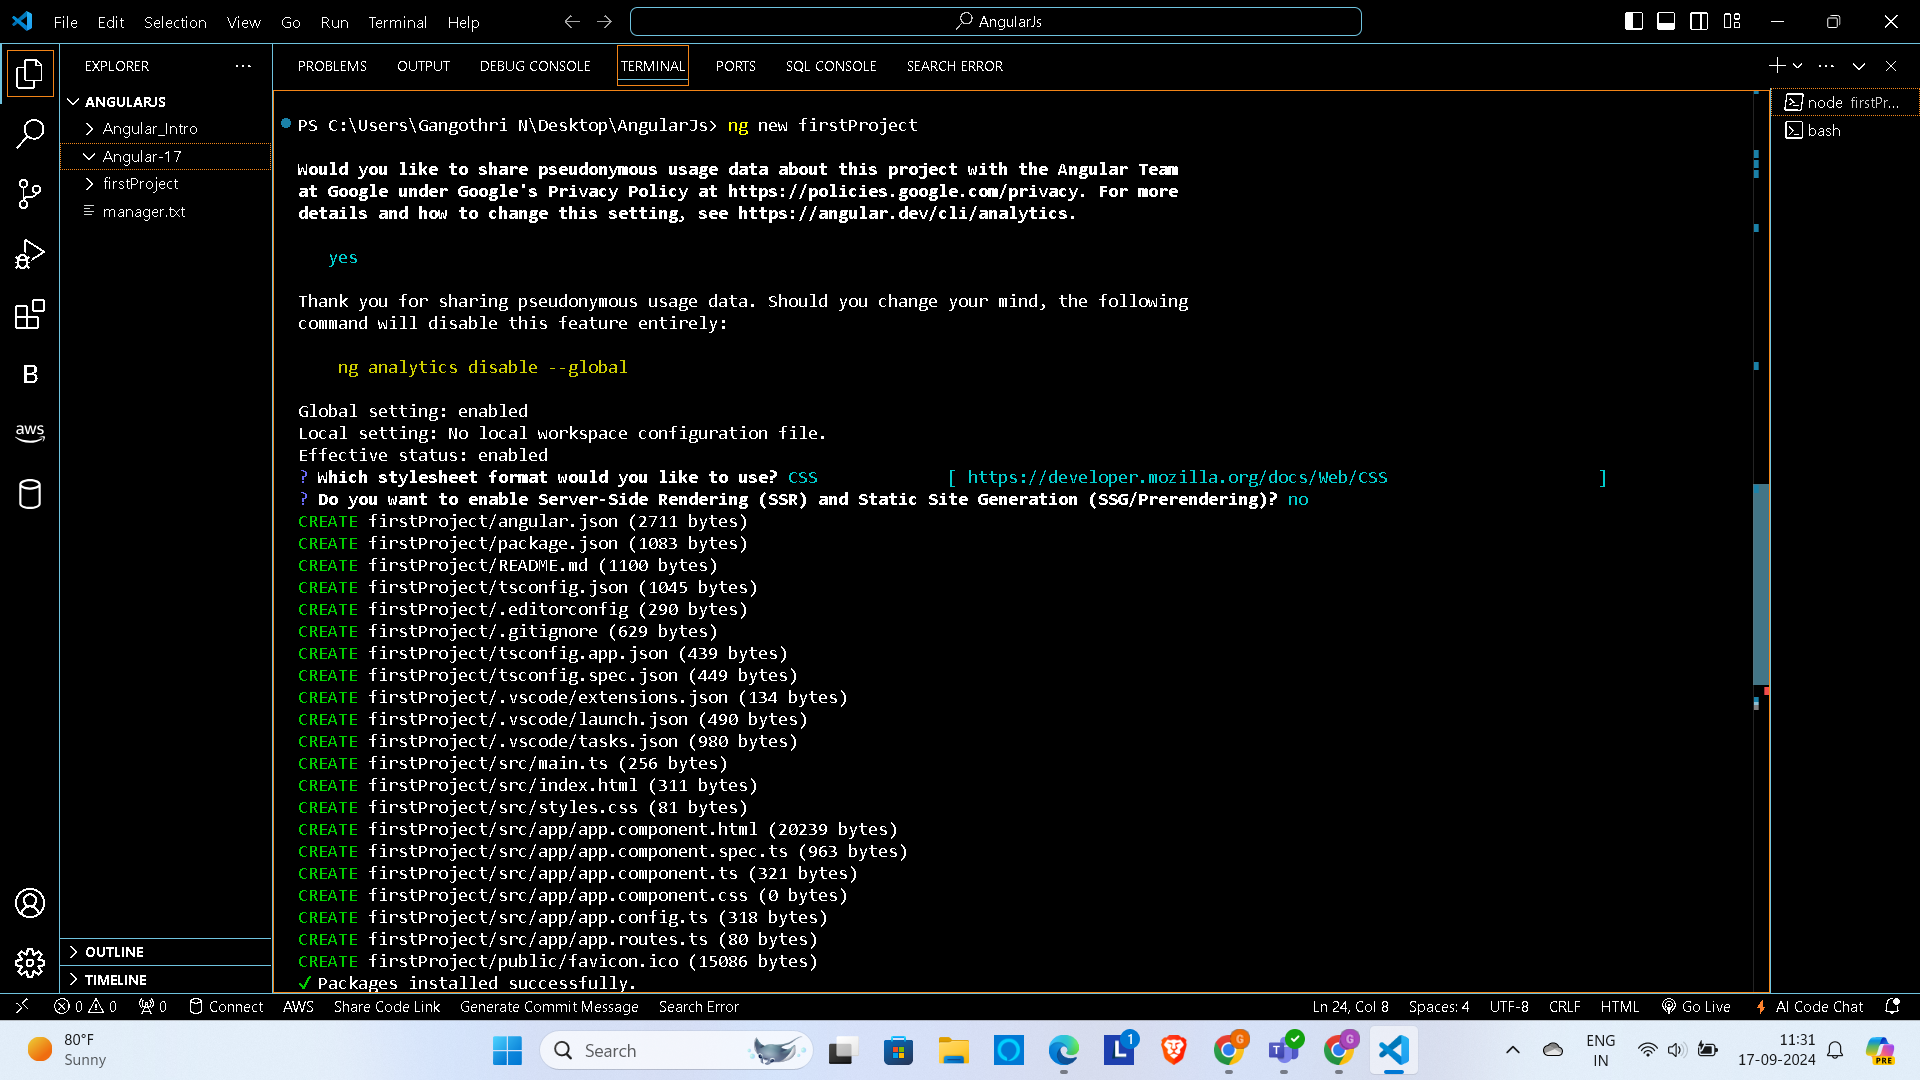 File Edit Selection View Go Run Terminal Help
AngularJs
EXPLORER
PROBLEMS OUTPUT DEBUG CONSOLE TERMINAL PORTS SQL CONSOLE SEARCH ERROR
ANGULARJS
Angular_Intro
Angular-17
firstProject
manager.txt
OUTLINE
TIMELINE
B
aws
PS C:\Users\Gangothri N\Desktop\AngularJs> ng new firstProject
Would you like to share pseudonymous usage data about this project with the Angular Team
at Google under Google's Privacy Policy at https://policies.google.com/privacy. For more
details and how to change this setting, see https://angular.dev/cli/analytics.
yes
Thank you for sharing pseudonymous usage data. Should you change your mind, the following
command will disable this feature entirely:
ng analytics disable --global
Global setting: enabled
Local setting: No local workspace configuration file.
Effective status: enabled
? Which stylesheet format would you like to use? CSS [ https://developer.mozilla.org/docs/Web/CSS ]
? Do you want to enable Server-Side Rendering (SSR) and Static Site Generation (SSG/Prerendering)? no
CREATE firstProject/angular.json (2711 bytes)
CREATE firstProject/package.json (1083 bytes)
CREATE firstProject/README.md (1100 bytes)
CREATE firstProject/tsconfig.json (1045 bytes)
CREATE firstProject/.editorconfig (290 bytes)
CREATE firstProject/.gitignore (629 bytes)
CREATE firstProject/tsconfig.app.json (439 bytes)
CREATE firstProject/tsconfig.spec.json (449 bytes)
CREATE firstProject/.vscode/extensions.json (134 bytes)
CREATE firstProject/.vscode/launch.json (490 bytes)
CREATE firstProject/.vscode/tasks.json (980 bytes)
CREATE firstProject/src/main.ts (256 bytes)
CREATE firstProject/src/index.html (311 bytes)
CREATE firstProject/src/styles.css (81 bytes)
CREATE firstProject/src/app/app.component.html (20239 bytes)
CREATE firstProject/src/app/app.component.spec.ts (963 bytes)
CREATE firstProject/src/app/app.component.ts (321 bytes)
CREATE firstProject/src/app/app.component.css (0 bytes)
CREATE firstProject/src/app/app.config.ts (318 bytes)
CREATE firstProject/src/app/app.routes.ts (80 bytes)
CREATE firstProject/public/favicon.ico (15086 bytes)
✓ Packages installed successfully.
node firstPr...
bash
0 0 0 Connect AWS Share Code Link Generate Commit Message Search Error Ln 24, Col 8 Spaces: 4 UTF-8 CRLF HTML Go Live AI Code Chat
80°F
Sunny
Search
L 1
G
G
ENG
IN
11:31
17-09-2024
PRE